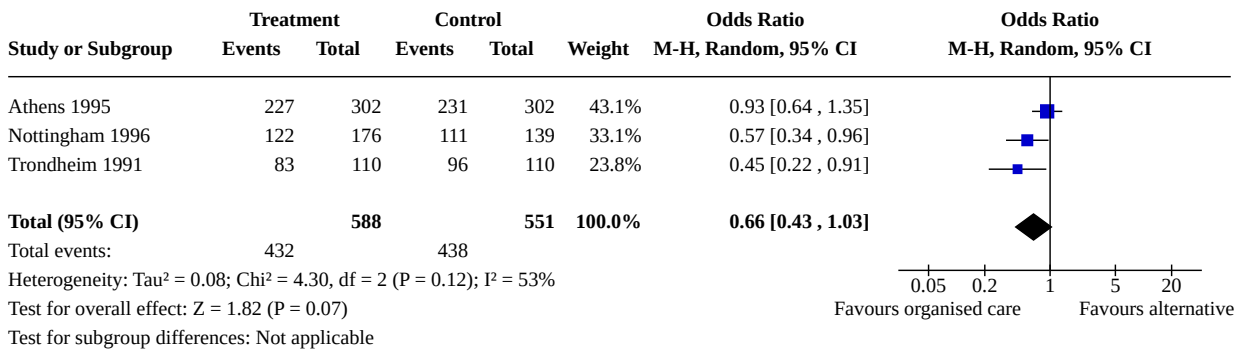 Treatment Control Odds Ratio Odds Ratio
Study or Subgroup Events Total Events Total Weight M-H, Random, 95% CI M-H, Random, 95% CI
Athens 1995 227 302 231 302 43.1% 0.93 [0.64 , 1.35]
Nottingham 1996 122 176 111 139 33.1% 0.57 [0.34 , 0.96]
Trondheim 1991 83 110 96 110 23.8% 0.45 [0.22 , 0.91]
Total (95% CI) 588 551 100.0% 0.66 [0.43 , 1.03]
Total events: 432 438
Heterogeneity: Tau² = 0.08; Chi² = 4.30, df = 2 (P = 0.12); I² = 53%
0.05 0.2 1 5 20
Test for overall effect: Z = 1.82 (P = 0.07)
Favours organised care Favours alternative
Test for subgroup differences: Not applicable